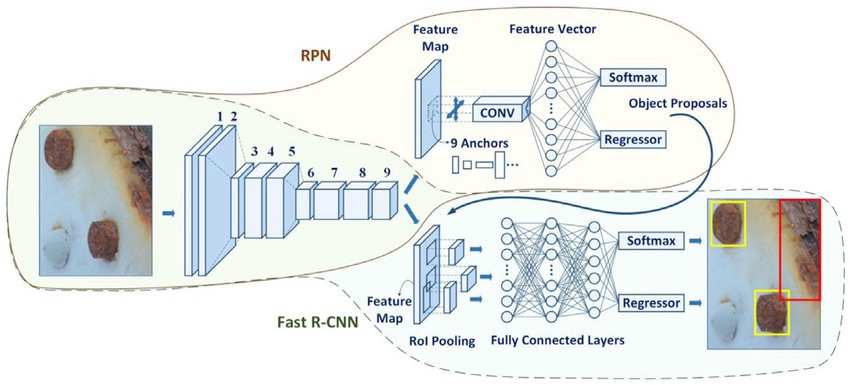 RPN
Feature
Map
Feature Vector
CONV
Softmax
Object Proposals
Regressor
9 Anchors
1 2
3 4 5
6 7 8 9
Feature
Map
RoI Pooling
Fully Connected Layers
Softmax
Regressor
Fast R-CNN